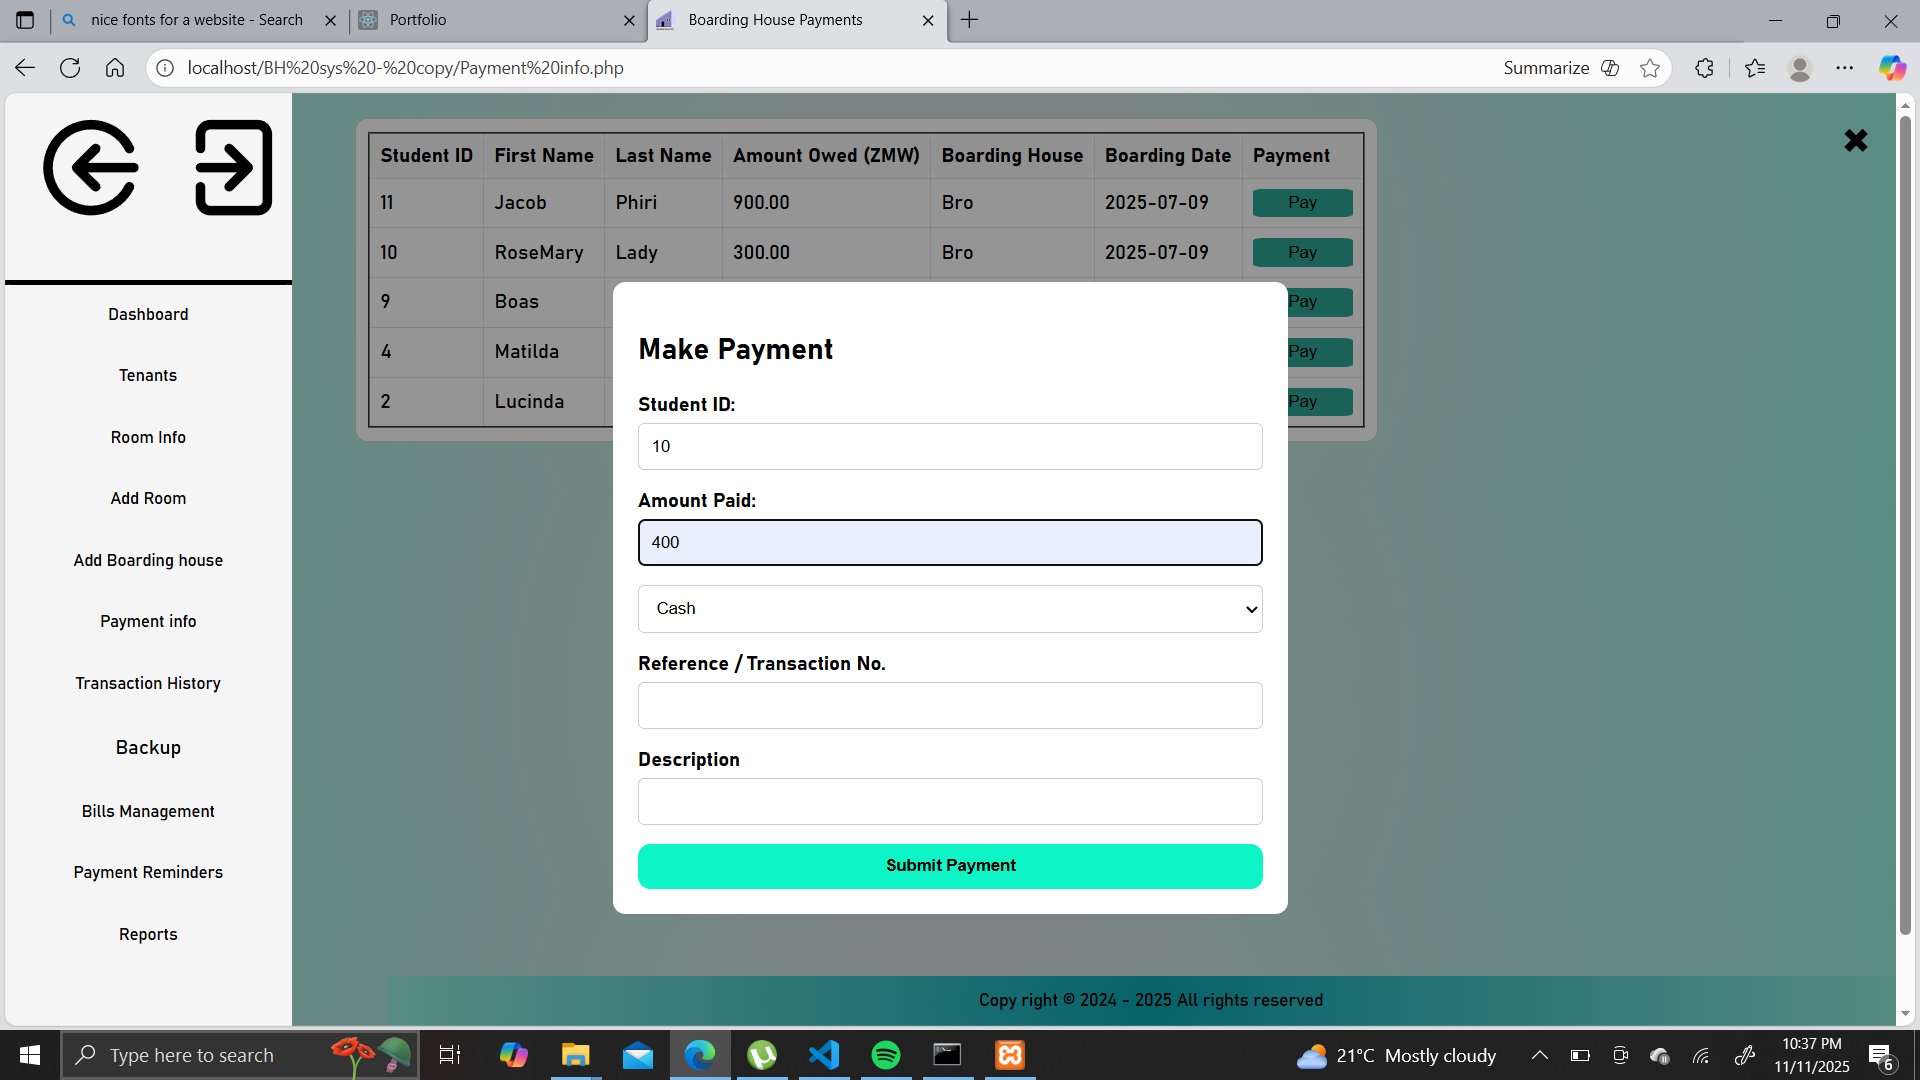 nice fonts for a website - Search
Portfolio
Boarding House Payments
localhost/BH%20sys%20-%20copy/Payment%20info.php
Summarize
Student ID First Name Last Name Amount Owed (ZMW) Boarding House Boarding Date Payment
11 Jacob Phiri 900.00 Bro 2025-07-09 Pay
10 RoseMary Lady 300.00 Bro 2025-07-09 Pay
9 Boas Pay
4 Matilda Pay
2 Lucinda Pay
Dashboard
Tenants
Room Info
Add Room
Add Boarding house
Payment info
Transaction History
Backup
Bills Management
Payment Reminders
Reports
Make Payment
Student ID:
10
Amount Paid:
400
Cash
Reference / Transaction No.
Description
Submit Payment
Copy right © 2024 - 2025 All rights reserved
Type here to search
21°C Mostly cloudy
10:37 PM
11/11/2025
6